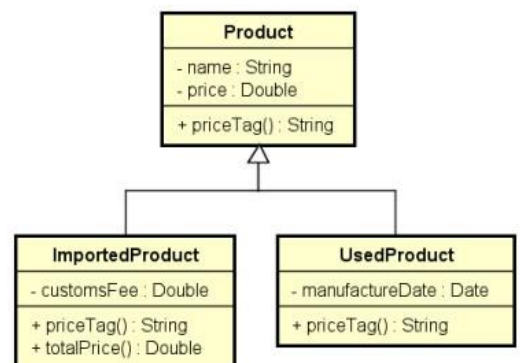 Product
- name : String
- price : Double
+ priceTag() : String
ImportedProduct
- customsFee : Double
+ priceTag() : String
+ totalPrice() : Double
UsedProduct
- manufactureDate : Date
+ priceTag() : String